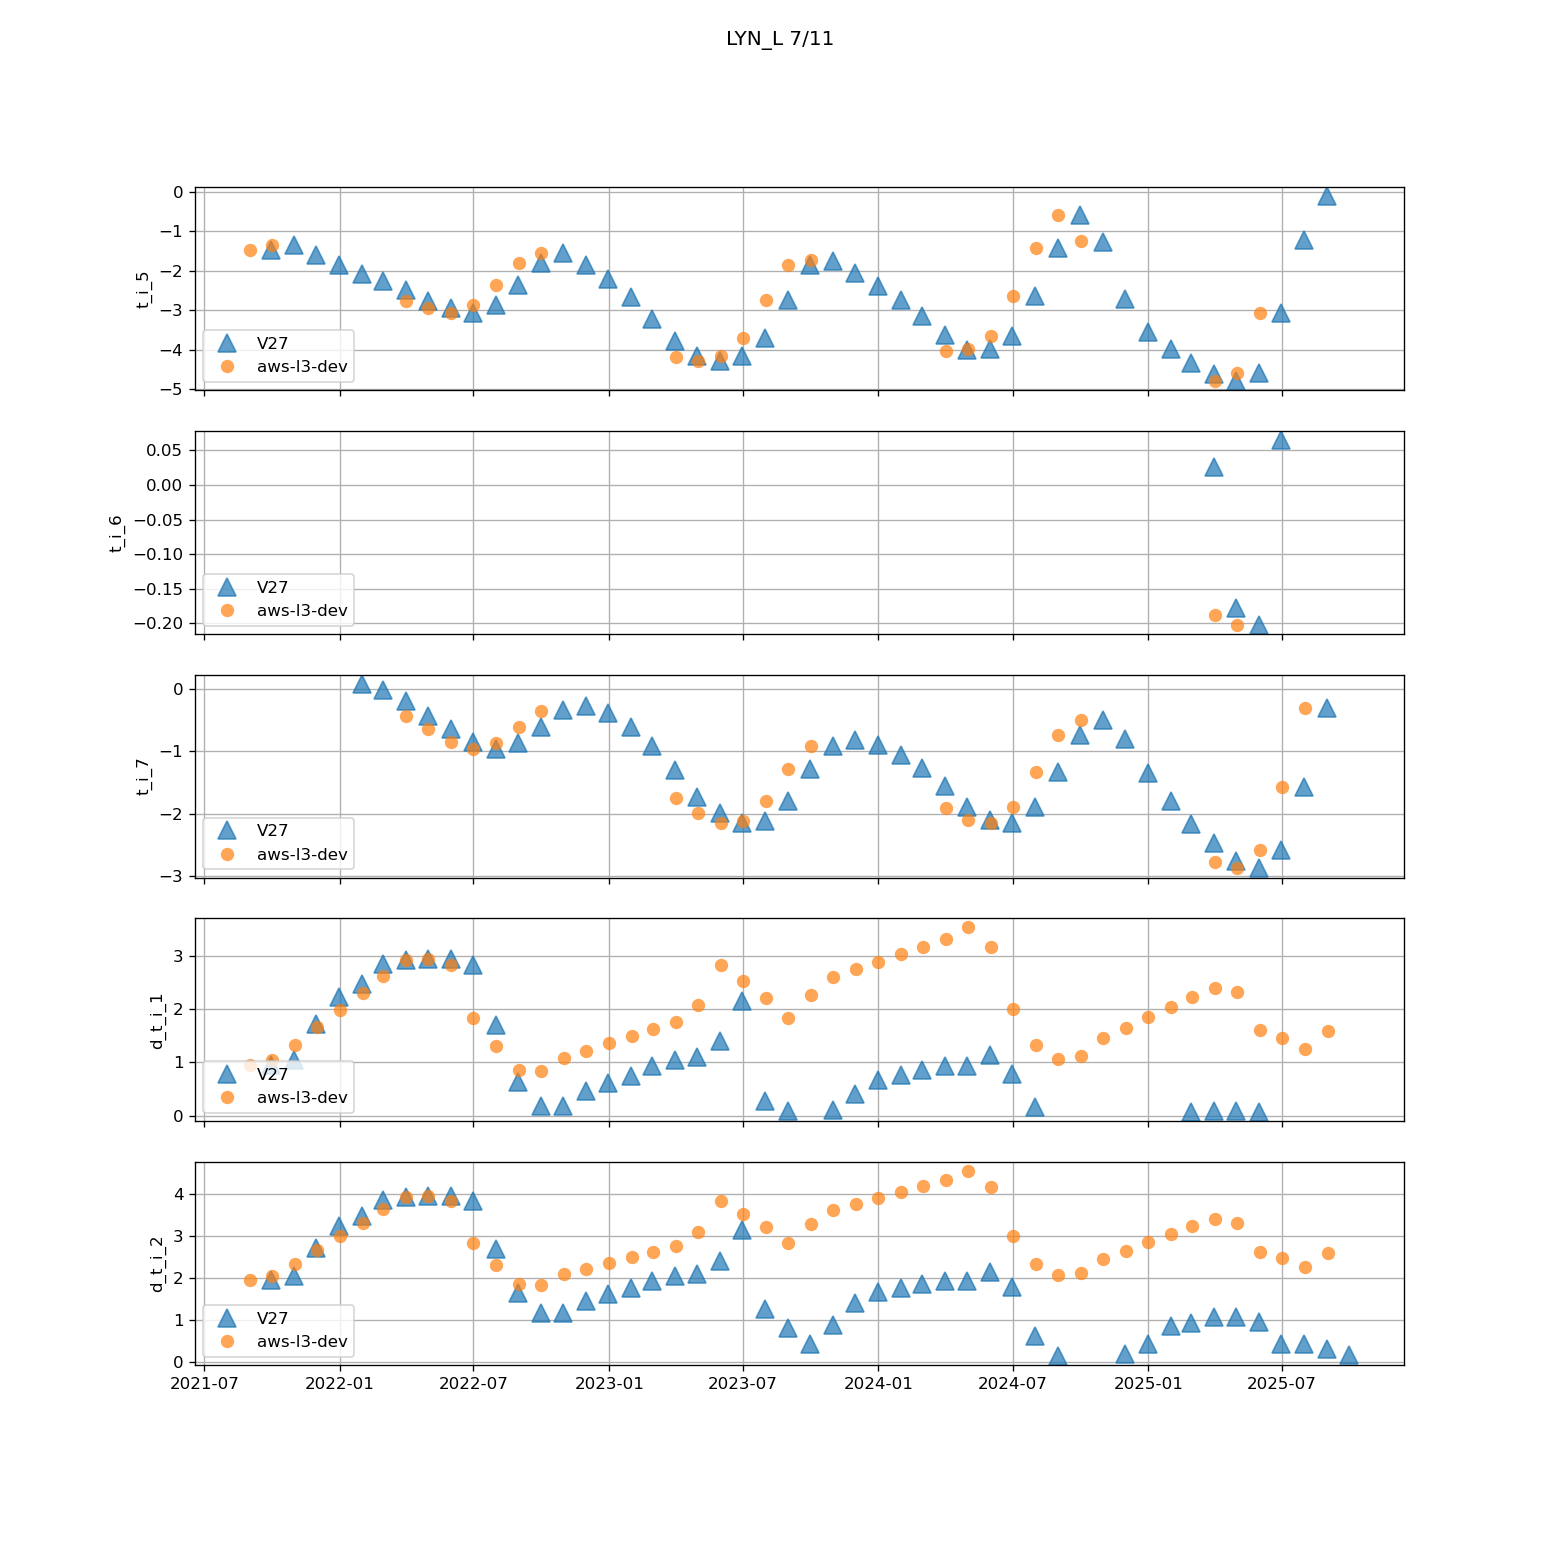 LYN_L 7/11
0
−1
−2
−3
−4
−5
t_i_5
V27
aws-l3-dev
0.05
0.00
−0.05
−0.10
−0.15
−0.20
t_i_6
V27
aws-l3-dev
0
−1
−2
−3
t_i_7
V27
aws-l3-dev
3
2
1
0
d_t_i_1
V27
aws-l3-dev
4
3
2
1
0
d_t_i_2
V27
aws-l3-dev
2021-07 2022-01 2022-07 2023-01 2023-07 2024-01 2024-07 2025-01 2025-07